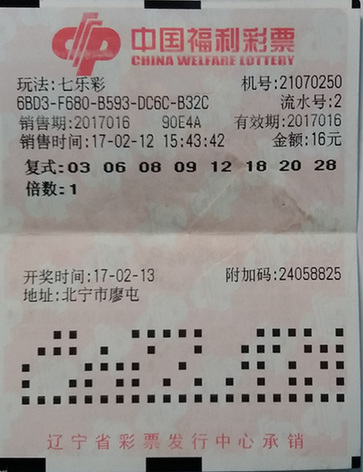 中国福利彩票
CHINA WELFARE LOTTERY
玩法:七乐彩 机号:21070250
6BD3-F680-B593-DC6C-B32C 流水号:2
销售期:2017016 90E4A 有效期:2017016
销售时间:17-02-12 15:43:42 金额:16元
复式:03 06 08 09 12 18 20 28
倍数:1
开奖时间:17-02-13 附加码:24058825
地址:北宁市廖屯
辽宁省彩票发行中心承销